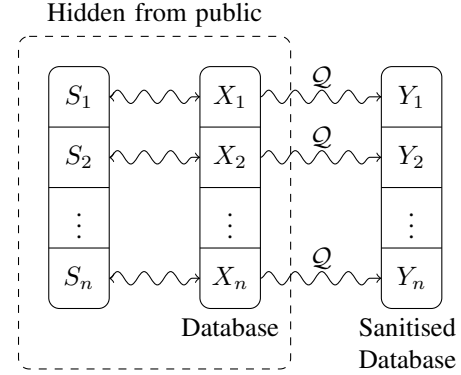 Hidden from public
S₁ X₁ 𝒬 Y₁
S₂ X₂ 𝒬 Y₂
⋮ ⋮ ⋮
Sₙ Xₙ 𝒬 Yₙ
Database
Sanitised
Database